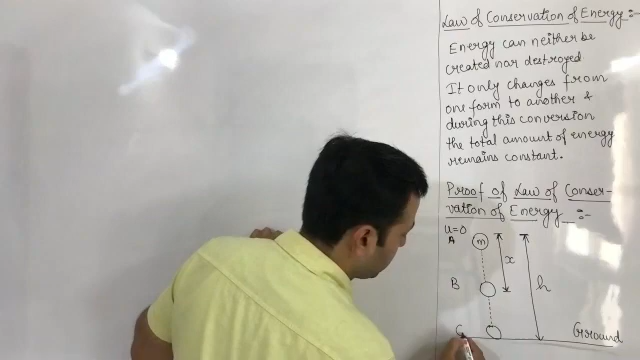 Law of Conservation of Energy :-
Energy can neither be
created nor destroyed
It only changes from
one form to another &
during this conversion
the total amount of energy
remains constant.
Proof of Law of Conser-
vation of Energy :-
u=0
A m
x
B h
C Ground